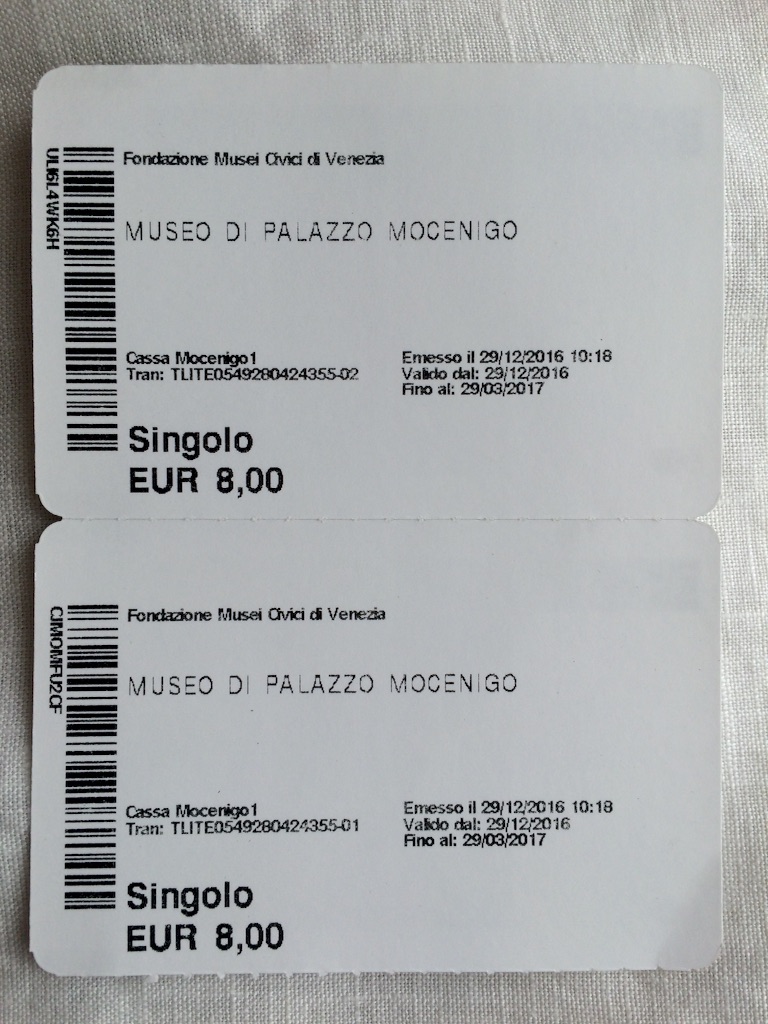 ULI6L4WK6H
Fondazione Musei Civici di Venezia
MUSEO DI PALAZZO MOCENIGO
Cassa Mocenigo1
Tran: TLITE0549280424355-02
Emesso il 29/12/2016 10:18
Valido dal: 29/12/2016
Fino al: 29/03/2017
Singolo
EUR 8,00
Fondazione Musei Civici di Venezia
MUSEO DI PALAZZO MOCENIGO
Cassa Mocenigo1
Tran: TLITE0549280424355-01
Emesso il 29/12/2016 10:18
Valido dal: 29/12/2016
Fino al: 29/03/2017
Singolo
EUR 8,00